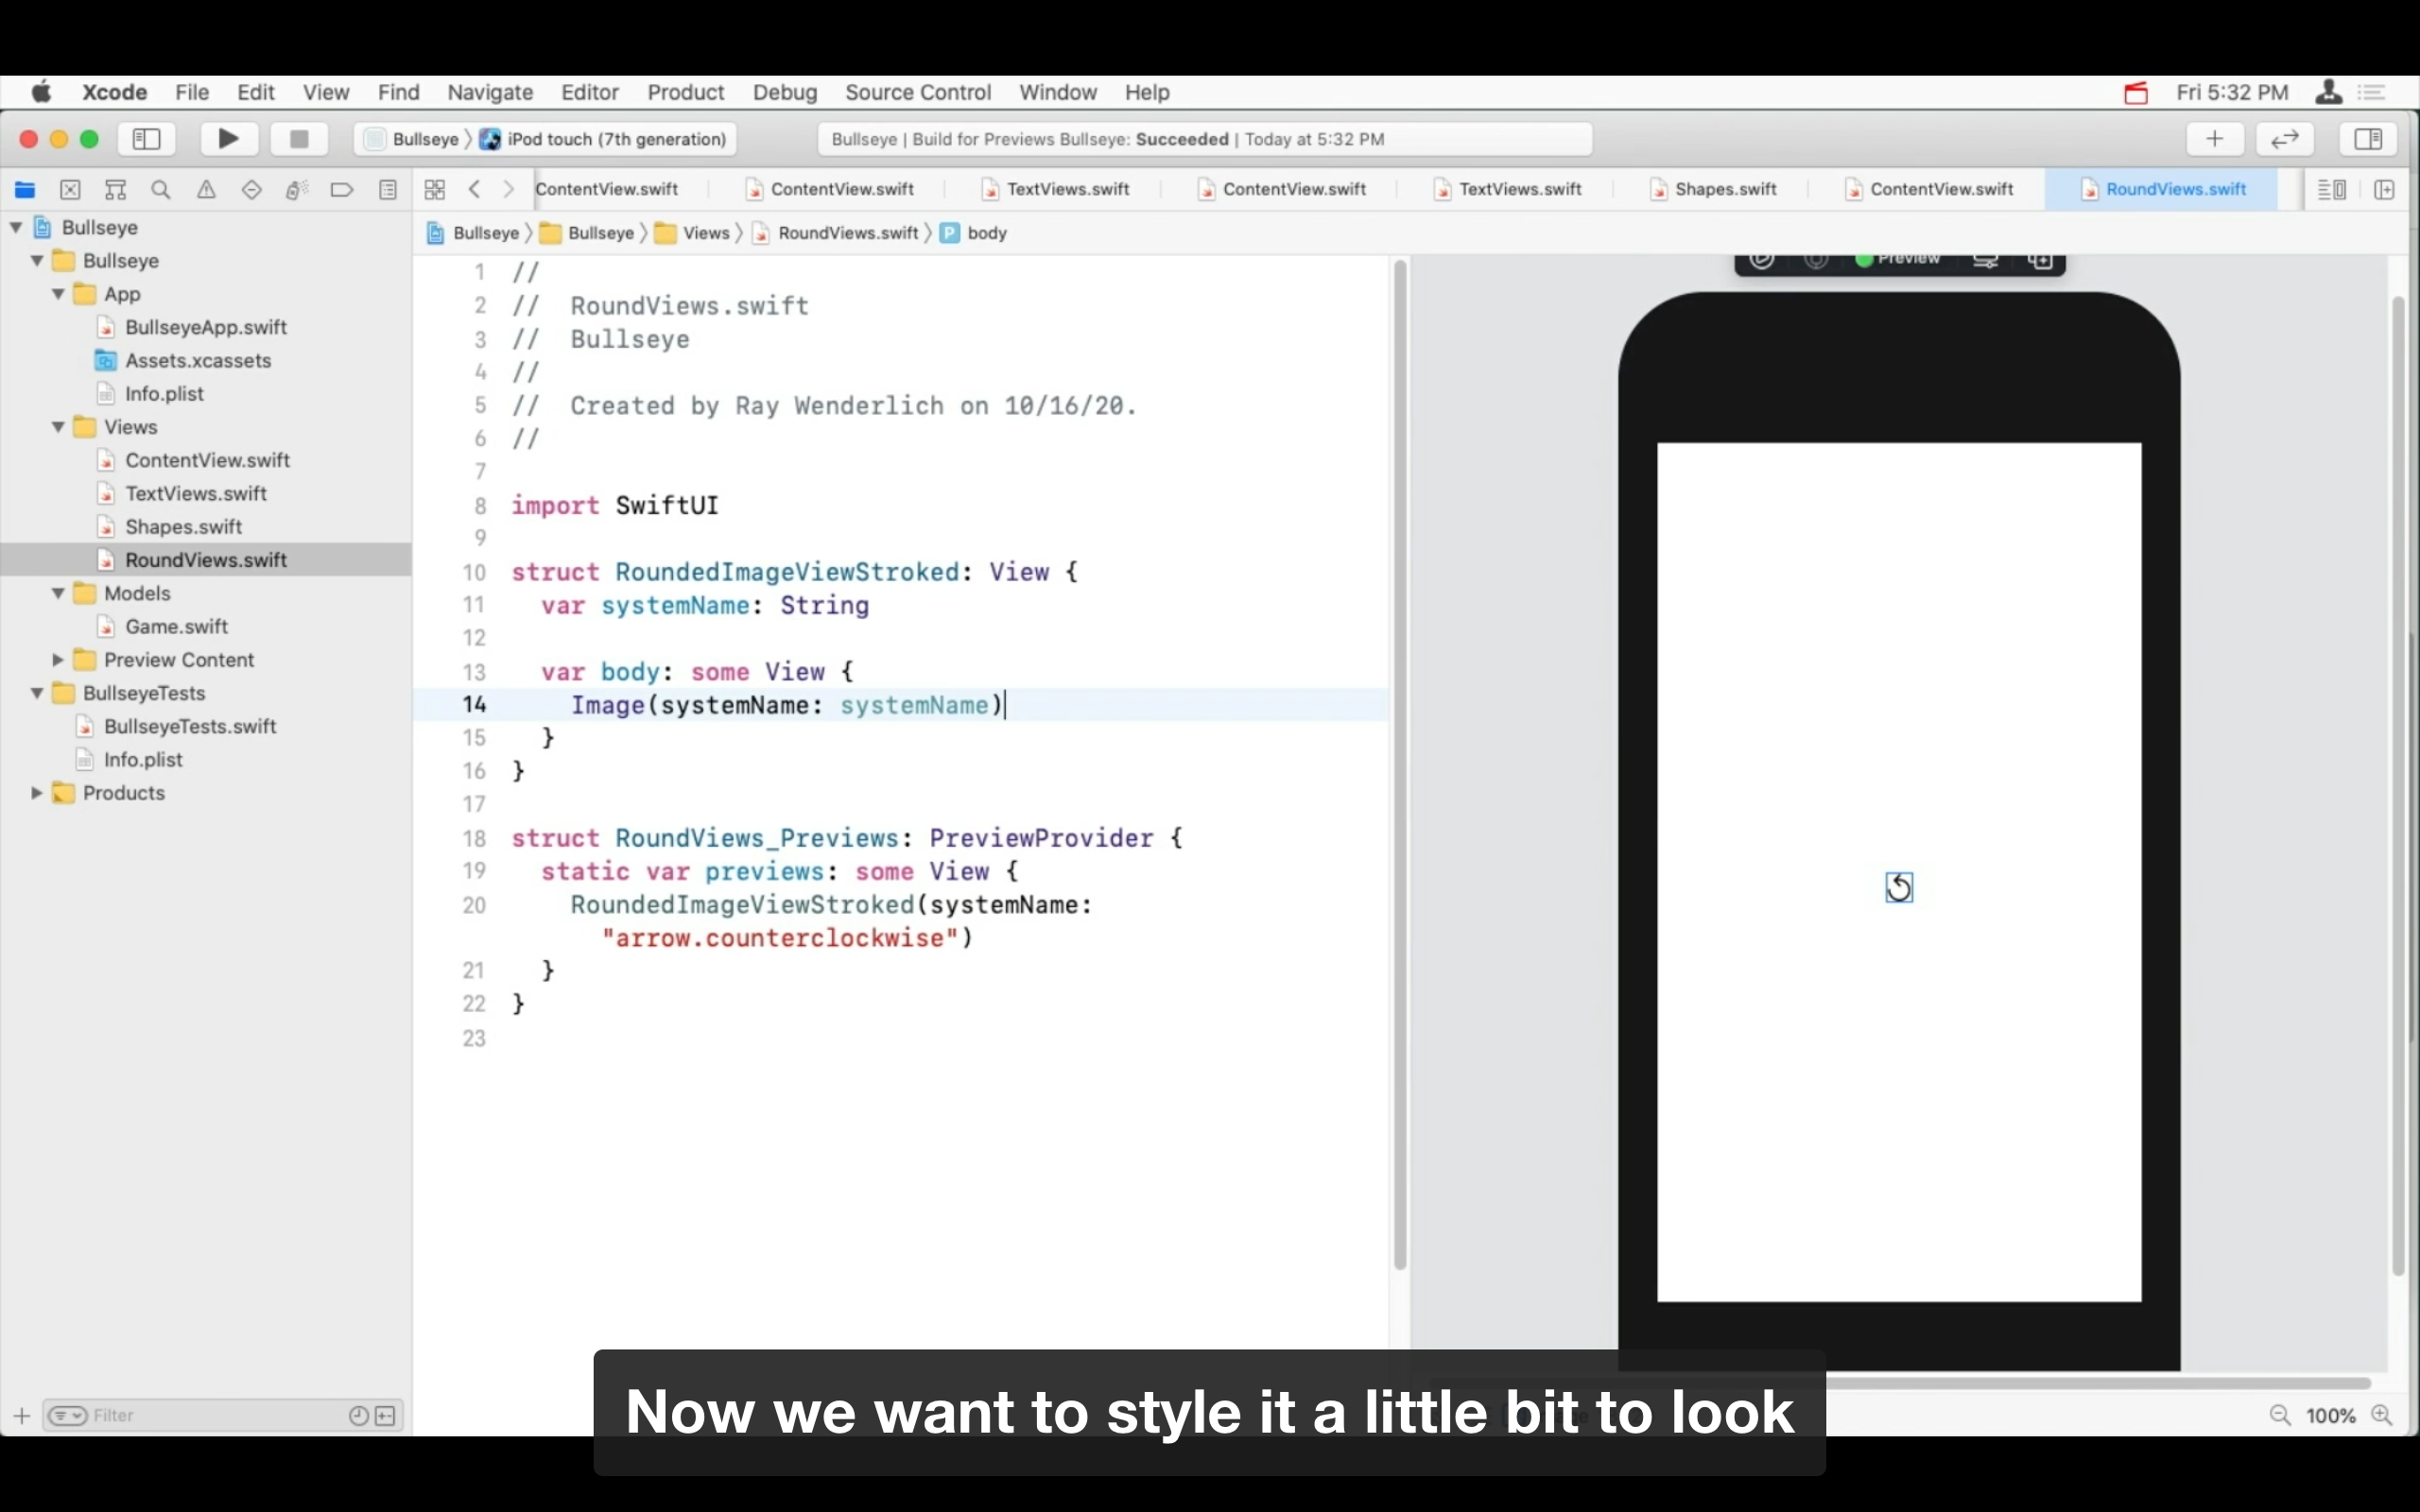 Xcode File Edit View Find Navigate Editor Product Debug Source Control Window Help
Fri 5:32 PM
Bullseye iPod touch (7th generation)
Bullseye | Build for Previews Bullseye: Succeeded | Today at 5:32 PM
ContentView.swift ContentView.swift TextViews.swift ContentView.swift TextViews.swift Shapes.swift ContentView.swift RoundViews.swift
Bullseye Bullseye Views RoundViews.swift P body
Bullseye
Bullseye
App
BullseyeApp.swift
Assets.xcassets
Info.plist
Views
ContentView.swift
TextViews.swift
Shapes.swift
RoundViews.swift
Models
Game.swift
Preview Content
BullseyeTests
BullseyeTests.swift
Info.plist
Products
Filter
1 //
2 //  RoundViews.swift
3 //  Bullseye
4 //
5 //  Created by Ray Wenderlich on 10/16/20.
6 //
7
8 import SwiftUI
9
10 struct RoundedImageViewStroked: View {
11   var systemName: String
12
13   var body: some View {
14     Image(systemName: systemName)
15   }
16 }
17
18 struct RoundViews_Previews: PreviewProvider {
19   static var previews: some View {
20     RoundedImageViewStroked(systemName:
"arrow.counterclockwise")
21   }
22 }
23
Preview
100%
Now we want to style it a little bit to look